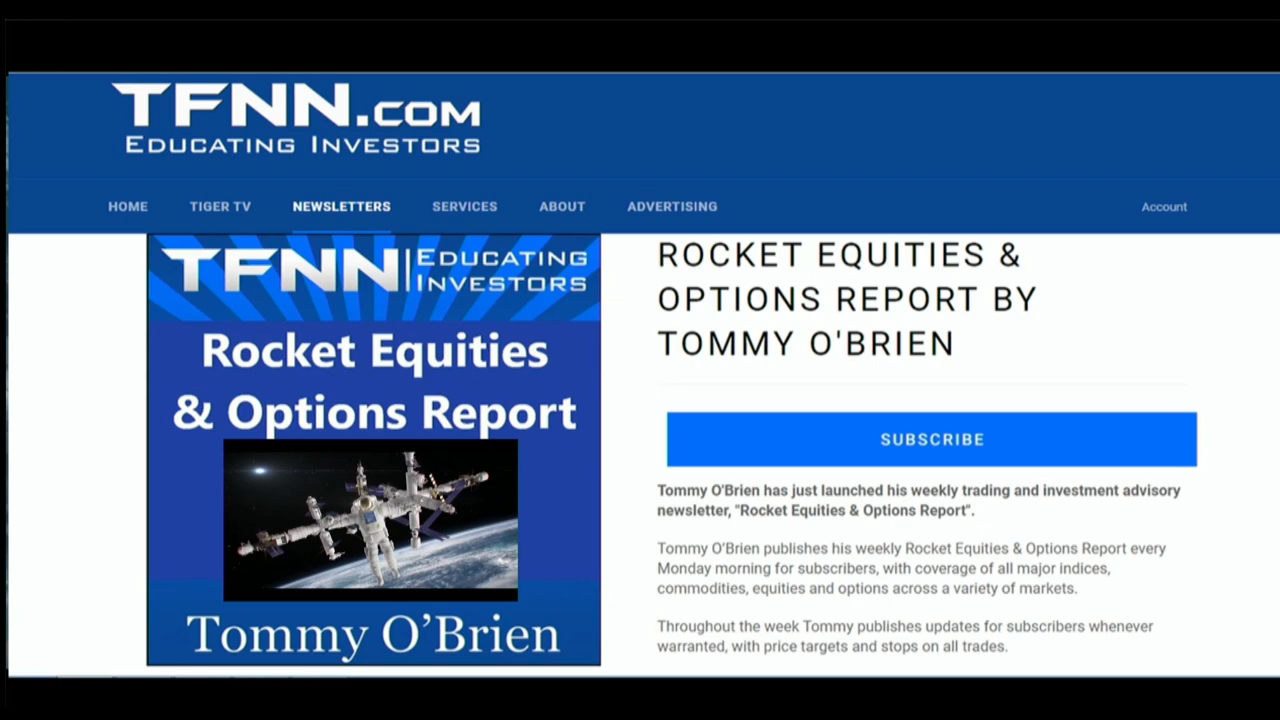 TFNN.COM
EDUCATING INVESTORS
HOME TIGER TV NEWSLETTERS SERVICES ABOUT ADVERTISING Account
TFNN EDUCATING
INVESTORS
Rocket Equities
& Options Report
Tommy O’Brien
ROCKET EQUITIES &
OPTIONS REPORT BY
TOMMY O'BRIEN
SUBSCRIBE
Tommy O'Brien has just launched his weekly trading and investment advisory
newsletter, "Rocket Equities & Options Report".
Tommy O’Brien publishes his weekly Rocket Equities & Options Report every
Monday morning for subscribers, with coverage of all major indices,
commodities, equities and options across a variety of markets.
Throughout the week Tommy publishes updates for subscribers whenever
warranted, with price targets and stops on all trades.